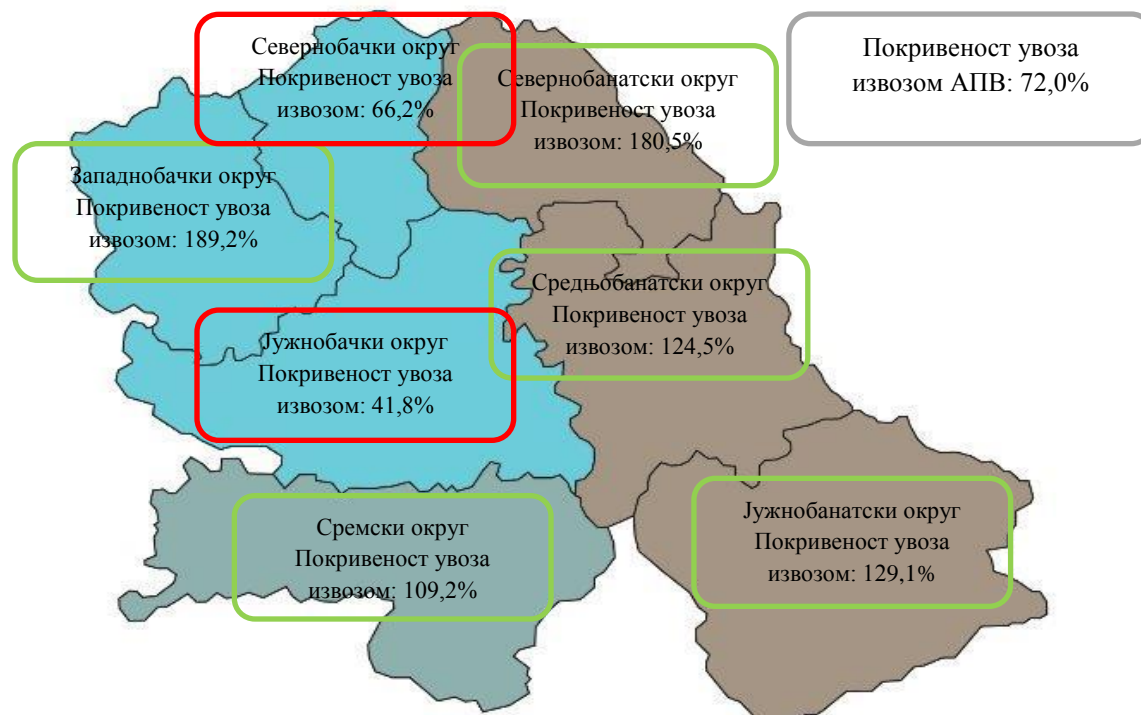 Севернобачки округ
Покривеност увоза
извозом: 66,2%
Севернобанатски округ
Покривеност увоза
извозом: 180,5%
Покривеност увоза
извозом АПВ: 72,0%
Западнобачки округ
Покривеност увоза
извозом: 189,2%
Средњобанатски округ
Покривеност увоза
извозом: 124,5%
Јужнобачки округ
Покривеност увоза
извозом: 41,8%
Сремски округ
Покривеност увоза
извозом: 109,2%
Јужнобанатски округ
Покривеност увоза
извозом: 129,1%